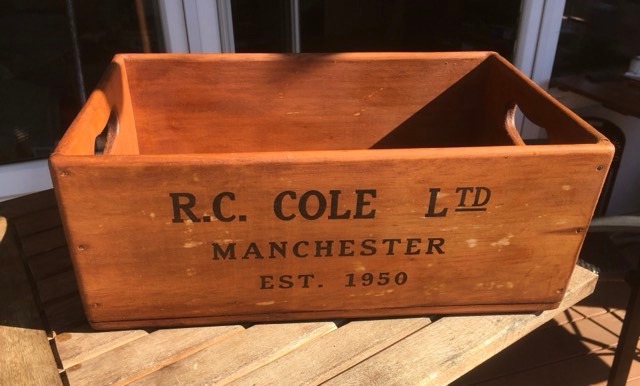 R.C. COLE LTD
MANCHESTER
EST. 1950